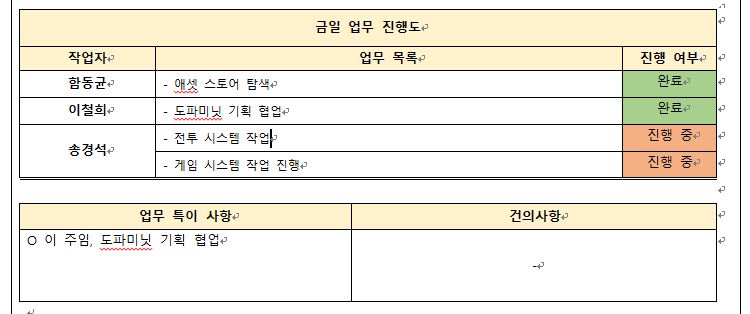 금일 업무 진행도
작업자 업무 목록 진행 여부
함동균 - 애셋 스토어 탐색 완료
이철희 - 도파미닛 기획 협업 완료
송경석 - 전투 시스템 작업 진행 중
- 게임 시스템 작업 진행 진행 중
업무 특이 사항 건의사항
O 이 주임, 도파미닛 기획 협업 -